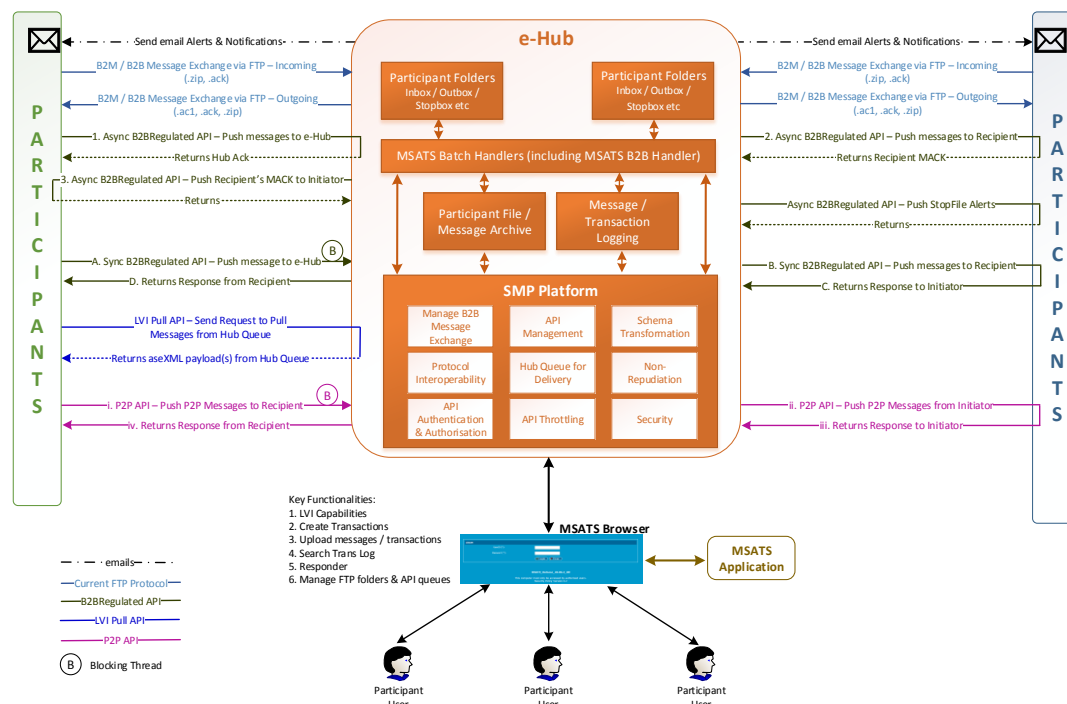 e-Hub
Send email Alerts & Notifications
Send email Alerts & Notifications
B2M / B2B Message Exchange via FTP – Incoming
(.zip, .ack)
B2M / B2B Message Exchange via FTP – Outgoing
(.ac1, .ack, .zip)
1. Async B2BRegulated API – Push messages to e-Hub
Returns Hub Ack
3. Async B2BRegulated API – Push Recipient's MACK to Initiator
Returns
A. Sync B2BRegulated API – Push message to e-Hub
B
D. Returns Response from Recipient
LVI Pull API – Send Request to Pull
Messages from Hub Queue
Returns aseXML payload(s) from Hub Queue
i. P2P API – Push P2P Messages to Recipient
B
iv. Returns Response from Recipient
PARTICIPANTS
Participant Folders
Inbox / Outbox /
Stopbox etc
Participant Folders
Inbox / Outbox /
Stopbox etc
MSATS Batch Handlers (including MSATS B2B Handler)
Participant File /
Message Archive
Message /
Transaction
Logging
SMP Platform
Manage B2B
Message
Exchange
API
Management
Schema
Transformation
Protocol
Interoperability
Hub Queue for
Delivery
Non-
Repudiation
API
Authentication
& Authorisation
API Throttling
Security
B2M / B2B Message Exchange via FTP – Incoming
(.zip, .ack)
B2M / B2B Message Exchange via FTP – Outgoing
(.ac1, .ack, .zip)
2. Async B2BRegulated API – Push messages to Recipient
Returns Recipient MACK
Async B2BRegulated API – Push StopFile Alerts
Returns
B. Sync B2BRegulated API – Push messages to Recipient
C. Returns Response to Initiator
ii. P2P API – Push P2P Messages from Initiator
iii. Returns Response to Initiator
PARTICIPANTS
Key Functionalities:
1. LVI Capabilities
2. Create Transactions
3. Upload messages / transactions
4. Search Trans Log
5. Responder
6. Manage FTP folders & API queues
MSATS Browser
MSATS
Application
emails
Current FTP Protocol
B2BRegulated API
LVI Pull API
P2P API
B
Blocking Thread
Participant
User
Participant
User
Participant
User